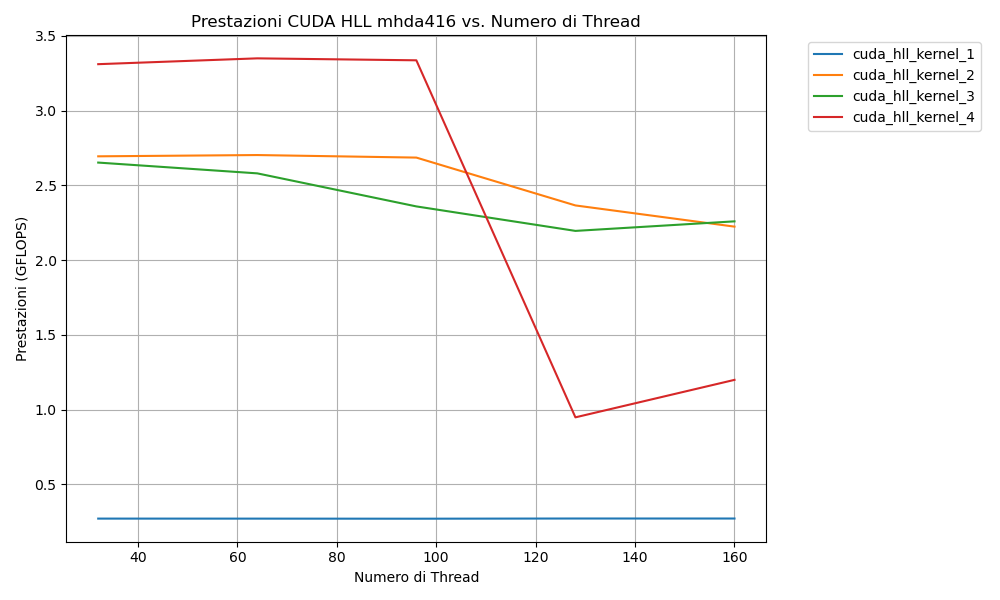 Prestazioni CUDA HLL mhda416 vs. Numero di Thread
3.5
3.0
2.5
2.0
1.5
1.0
0.5
Prestazioni (GFLOPS)
40 60 80 100 120 140 160
Numero di Thread
cuda_hll_kernel_1
cuda_hll_kernel_2
cuda_hll_kernel_3
cuda_hll_kernel_4